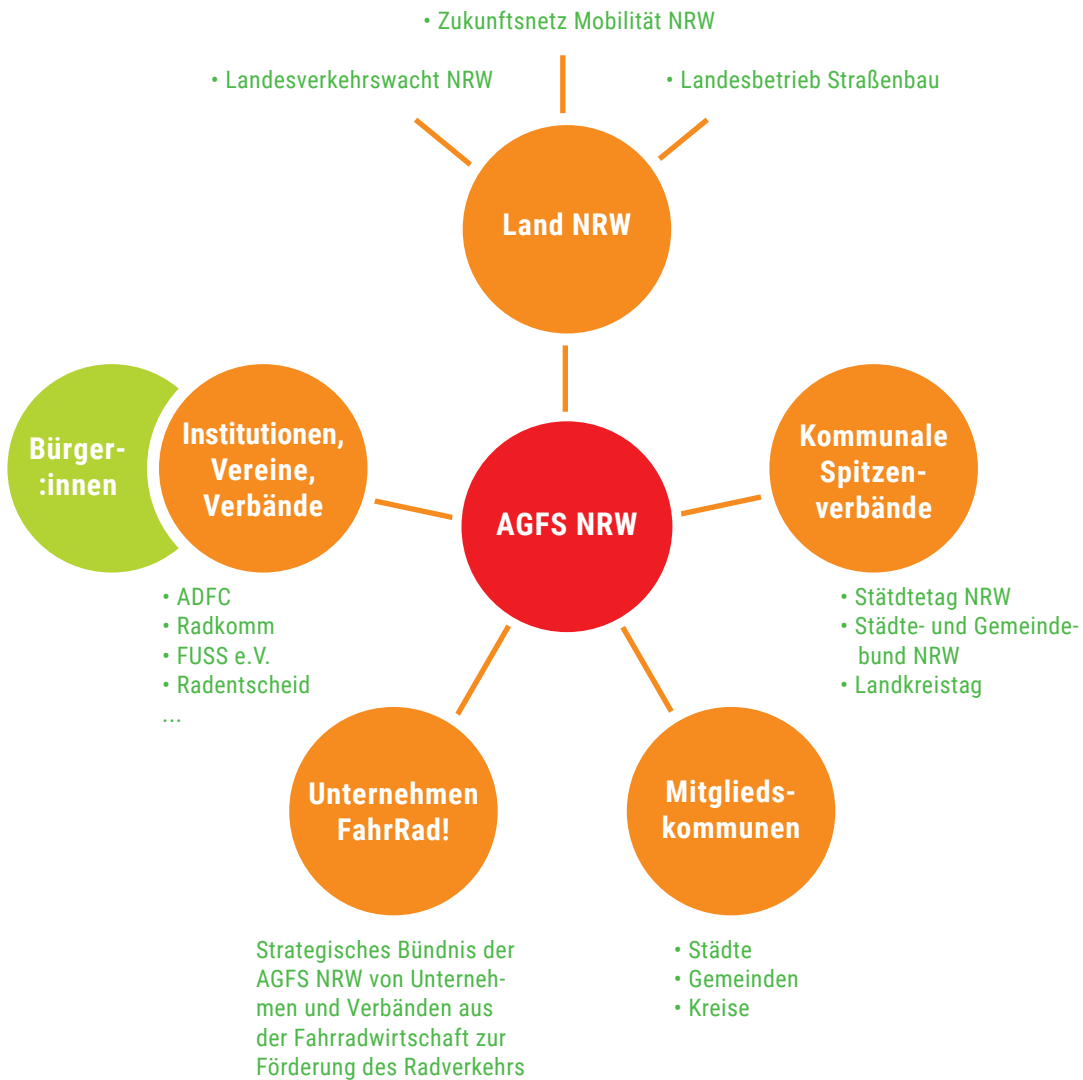 • Zukunftsnetz Mobilität NRW
• Landesverkehrswacht NRW
• Landesbetrieb Straßenbau
Land NRW
Bürger-
:innen
Institutionen,
Vereine,
Verbände
AGFS NRW
Kommunale
Spitzen-
verbände
• ADFC
• Radkomm
• FUSS e.V.
• Radentscheid
...
• Stätdtetag NRW
• Städte- und Gemeinde-
bund NRW
• Landkreistag
Unternehmen
FahrRad!
Mitglieds-
kommunen
Strategisches Bündnis der
AGFS NRW von Unterneh-
men und Verbänden aus
der Fahrradwirtschaft zur
Förderung des Radverkehrs
• Städte
• Gemeinden
• Kreise